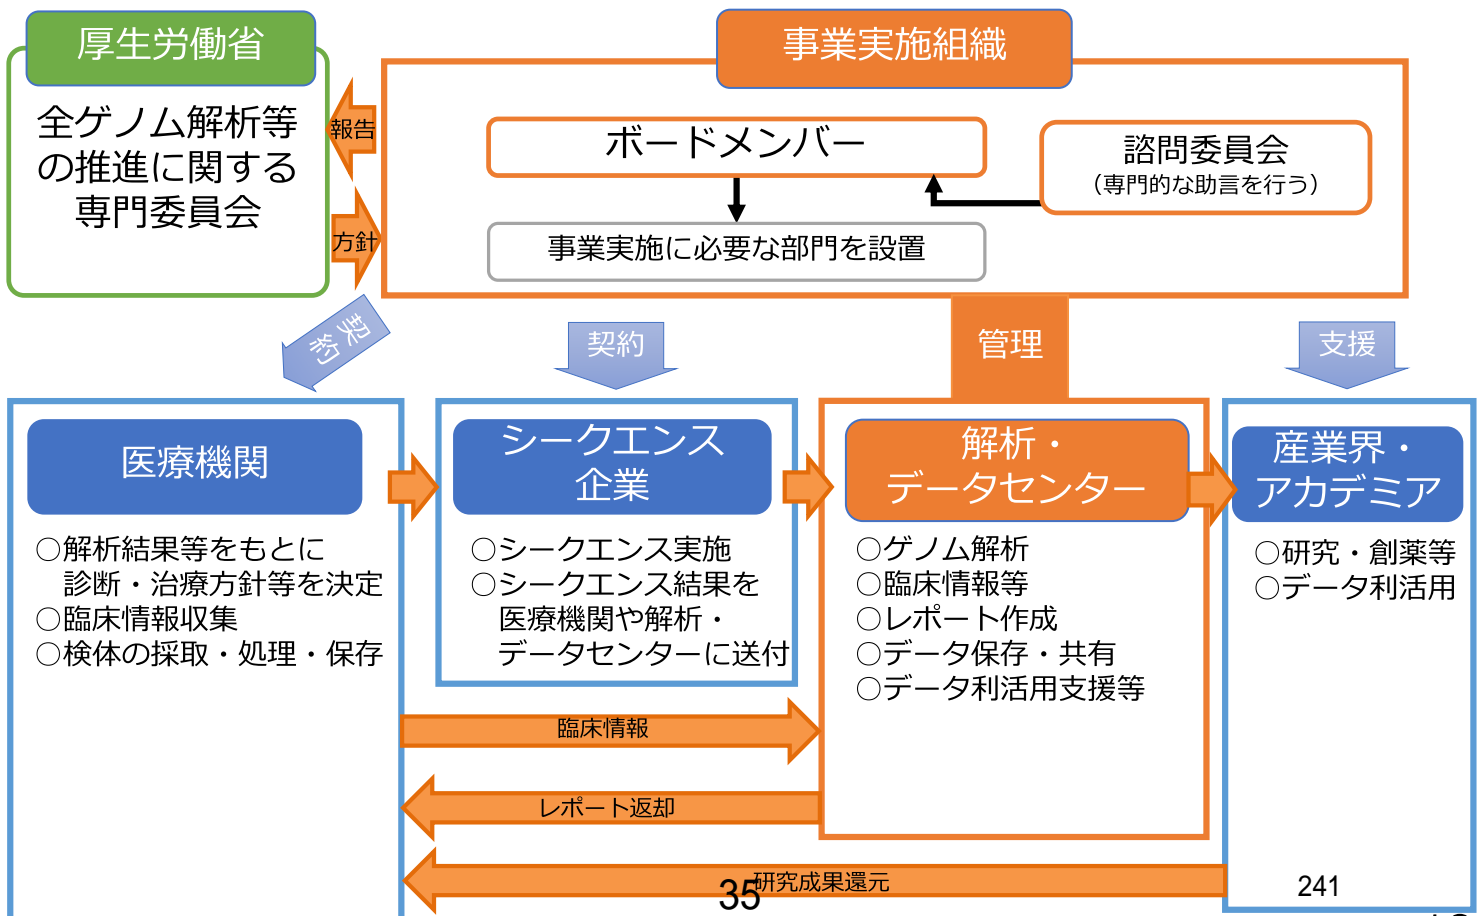 厚生労働省
全ゲノム解析等
の推進に関する
専門委員会
報告
方針
事業実施組織
ボードメンバー
諮問委員会
（専門的な助言を行う）
事業実施に必要な部門を設置
契約
契約
管理
支援
医療機関
○解析結果等をもとに
診断・治療方針等を決定
○臨床情報収集
○検体の採取・処理・保存
シークエンス
企業
○シークエンス実施
○シークエンス結果を
医療機関や解析・
データセンターに送付
解析・
データセンター
○ゲノム解析
○臨床情報等
○レポート作成
○データ保存・共有
○データ利活用支援等
産業界・
アカデミア
○研究・創薬等
○データ利活用
臨床情報
レポート返却
研究成果還元
35
241